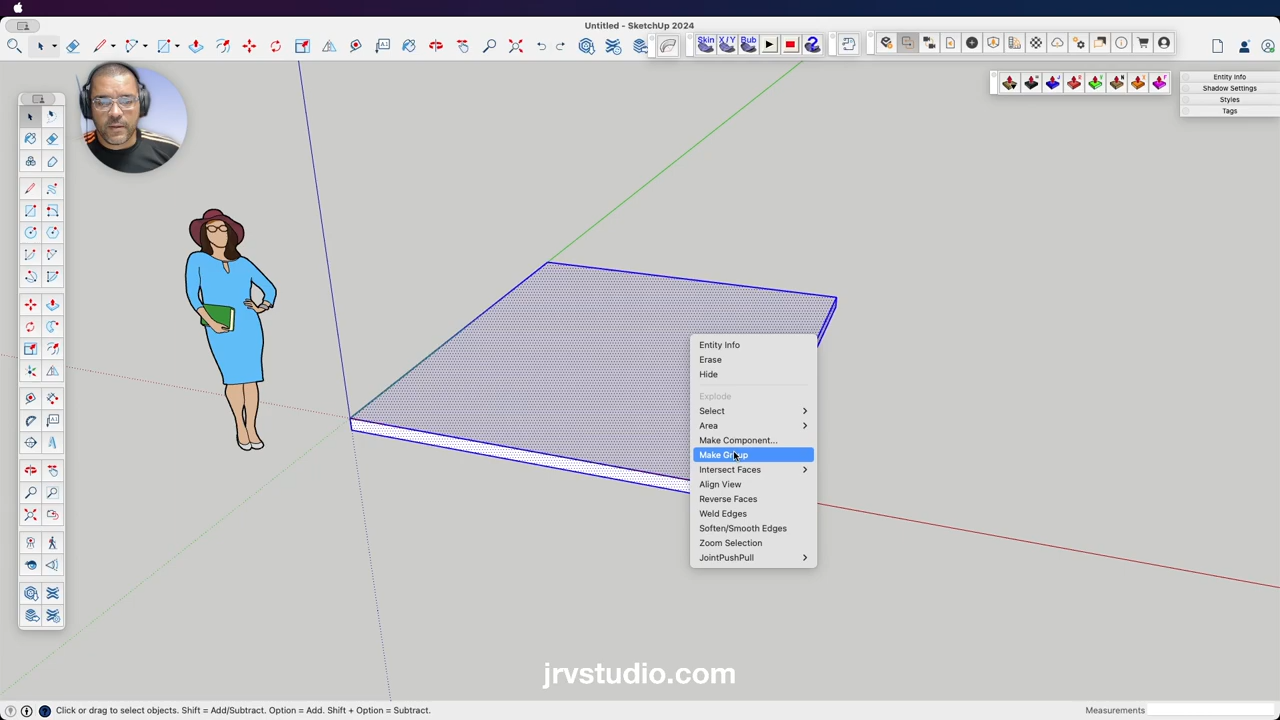 Untitled - SketchUp 2024
Skin
X/Y
Bub
Entity Info
Shadow Settings
Styles
Tags
Entity Info
Erase
Hide
Explode
Select
Area
Make Component...
Make Group
Intersect Faces
Align View
Reverse Faces
Weld Edges
Soften/Smooth Edges
Zoom Selection
JointPushPull
jrvstudio.com
Click or drag to select objects. Shift = Add/Subtract. Option = Add. Shift + Option = Subtract.
Measurements